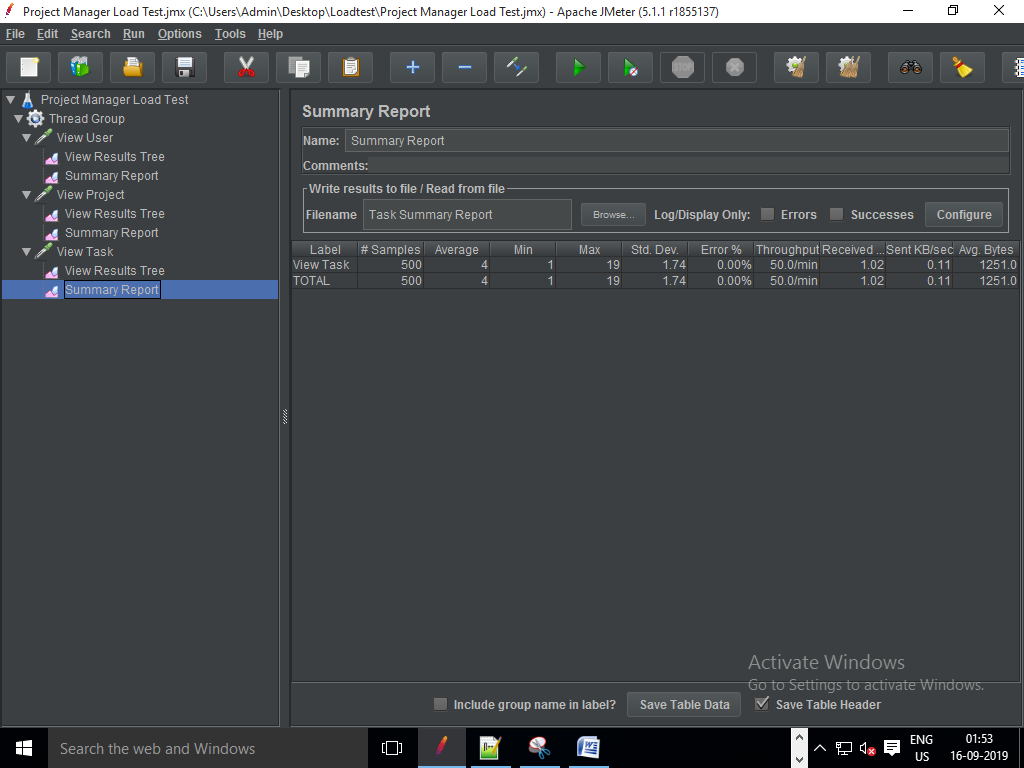 Project Manager Load Test.jmx (C:\Users\Admin\Desktop\Loadtest\Project Manager Load Test.jmx) - Apache JMeter (5.1.1 r1855137)
File Edit Search Run Options Tools Help
STOP
Project Manager Load Test
Thread Group
View User
View Results Tree
Summary Report
View Project
View Results Tree
Summary Report
View Task
View Results Tree
Summary Report
Summary Report
Name: Summary Report
Comments:
Write results to file / Read from file
Filename Task Summary Report Browse... Log/Display Only: Errors Successes Configure
Label # Samples Average Min Max Std. Dev. Error % Throughput Received ... Sent KB/sec Avg. Bytes
View Task 500 4 1 19 1.74 0.00% 50.0/min 1.02 0.11 1251.0
TOTAL 500 4 1 19 1.74 0.00% 50.0/min 1.02 0.11 1251.0
Activate Windows
Go to Settings to activate Windows.
Include group name in label? Save Table Data Save Table Header
Search the web and Windows
ENG 01:53
US 16-09-2019